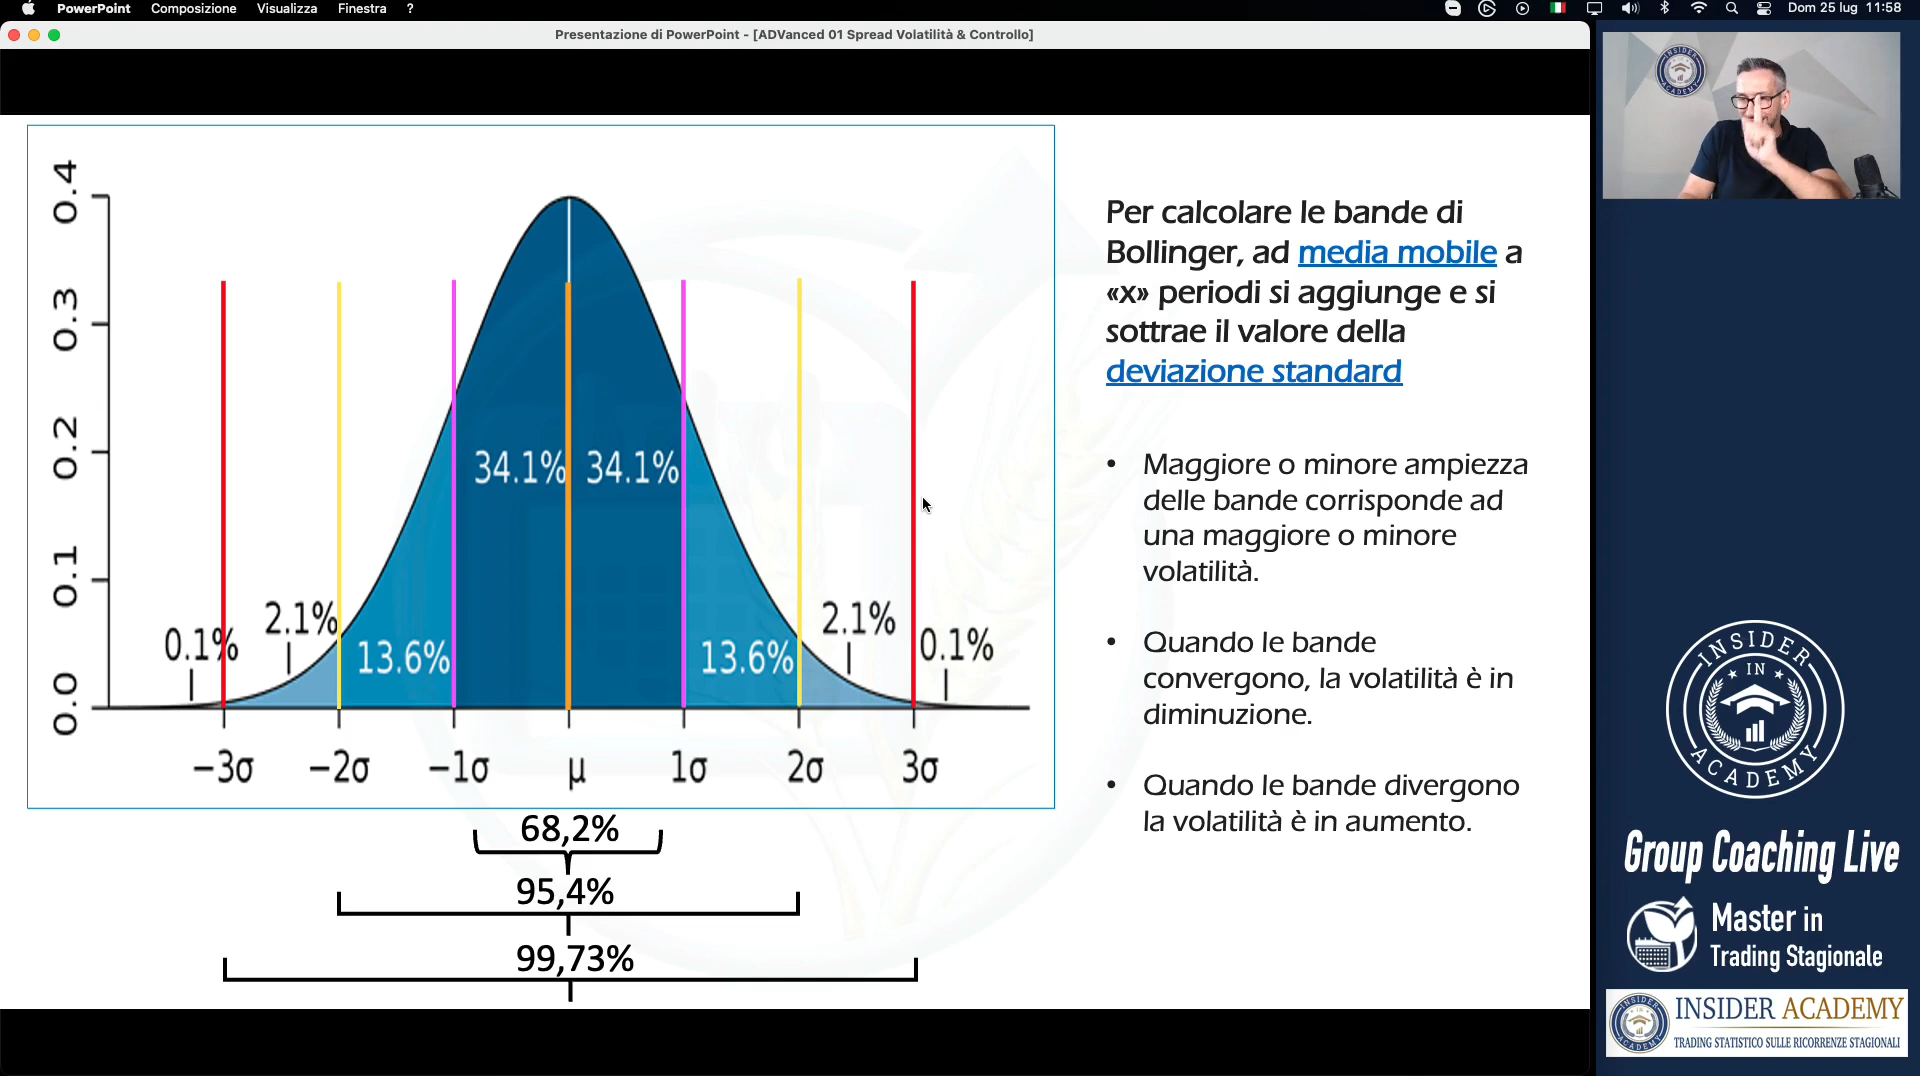 PowerPoint Composizione Visualizza Finestra ? Dom 25 lug 11:58
Presentazione di PowerPoint - [ADVanced 01 Spread Volatilità & Controllo]
0.4
0.3
0.2
0.1
0.0
34.1% 34.1%
0.1% 2.1% 13.6% 13.6% 2.1% 0.1%
−3σ −2σ −1σ μ 1σ 2σ 3σ
68,2%
95,4%
99,73%
Per calcolare le bande di
Bollinger, ad media mobile a
«x» periodi si aggiunge e si
sottrae il valore della
deviazione standard
• Maggiore o minore ampiezza
delle bande corrisponde ad
una maggiore o minore
volatilità.
• Quando le bande
convergono, la volatilità è in
diminuzione.
• Quando le bande divergono
la volatilità è in aumento.
INSIDER
ACADEMY
INSIDER
IN
ACADEMY
Group Coaching Live
Master in
Trading Stagionale
INSIDER ACADEMY
TRADING STATISTICO SULLE RICORRENZE STAGIONALI